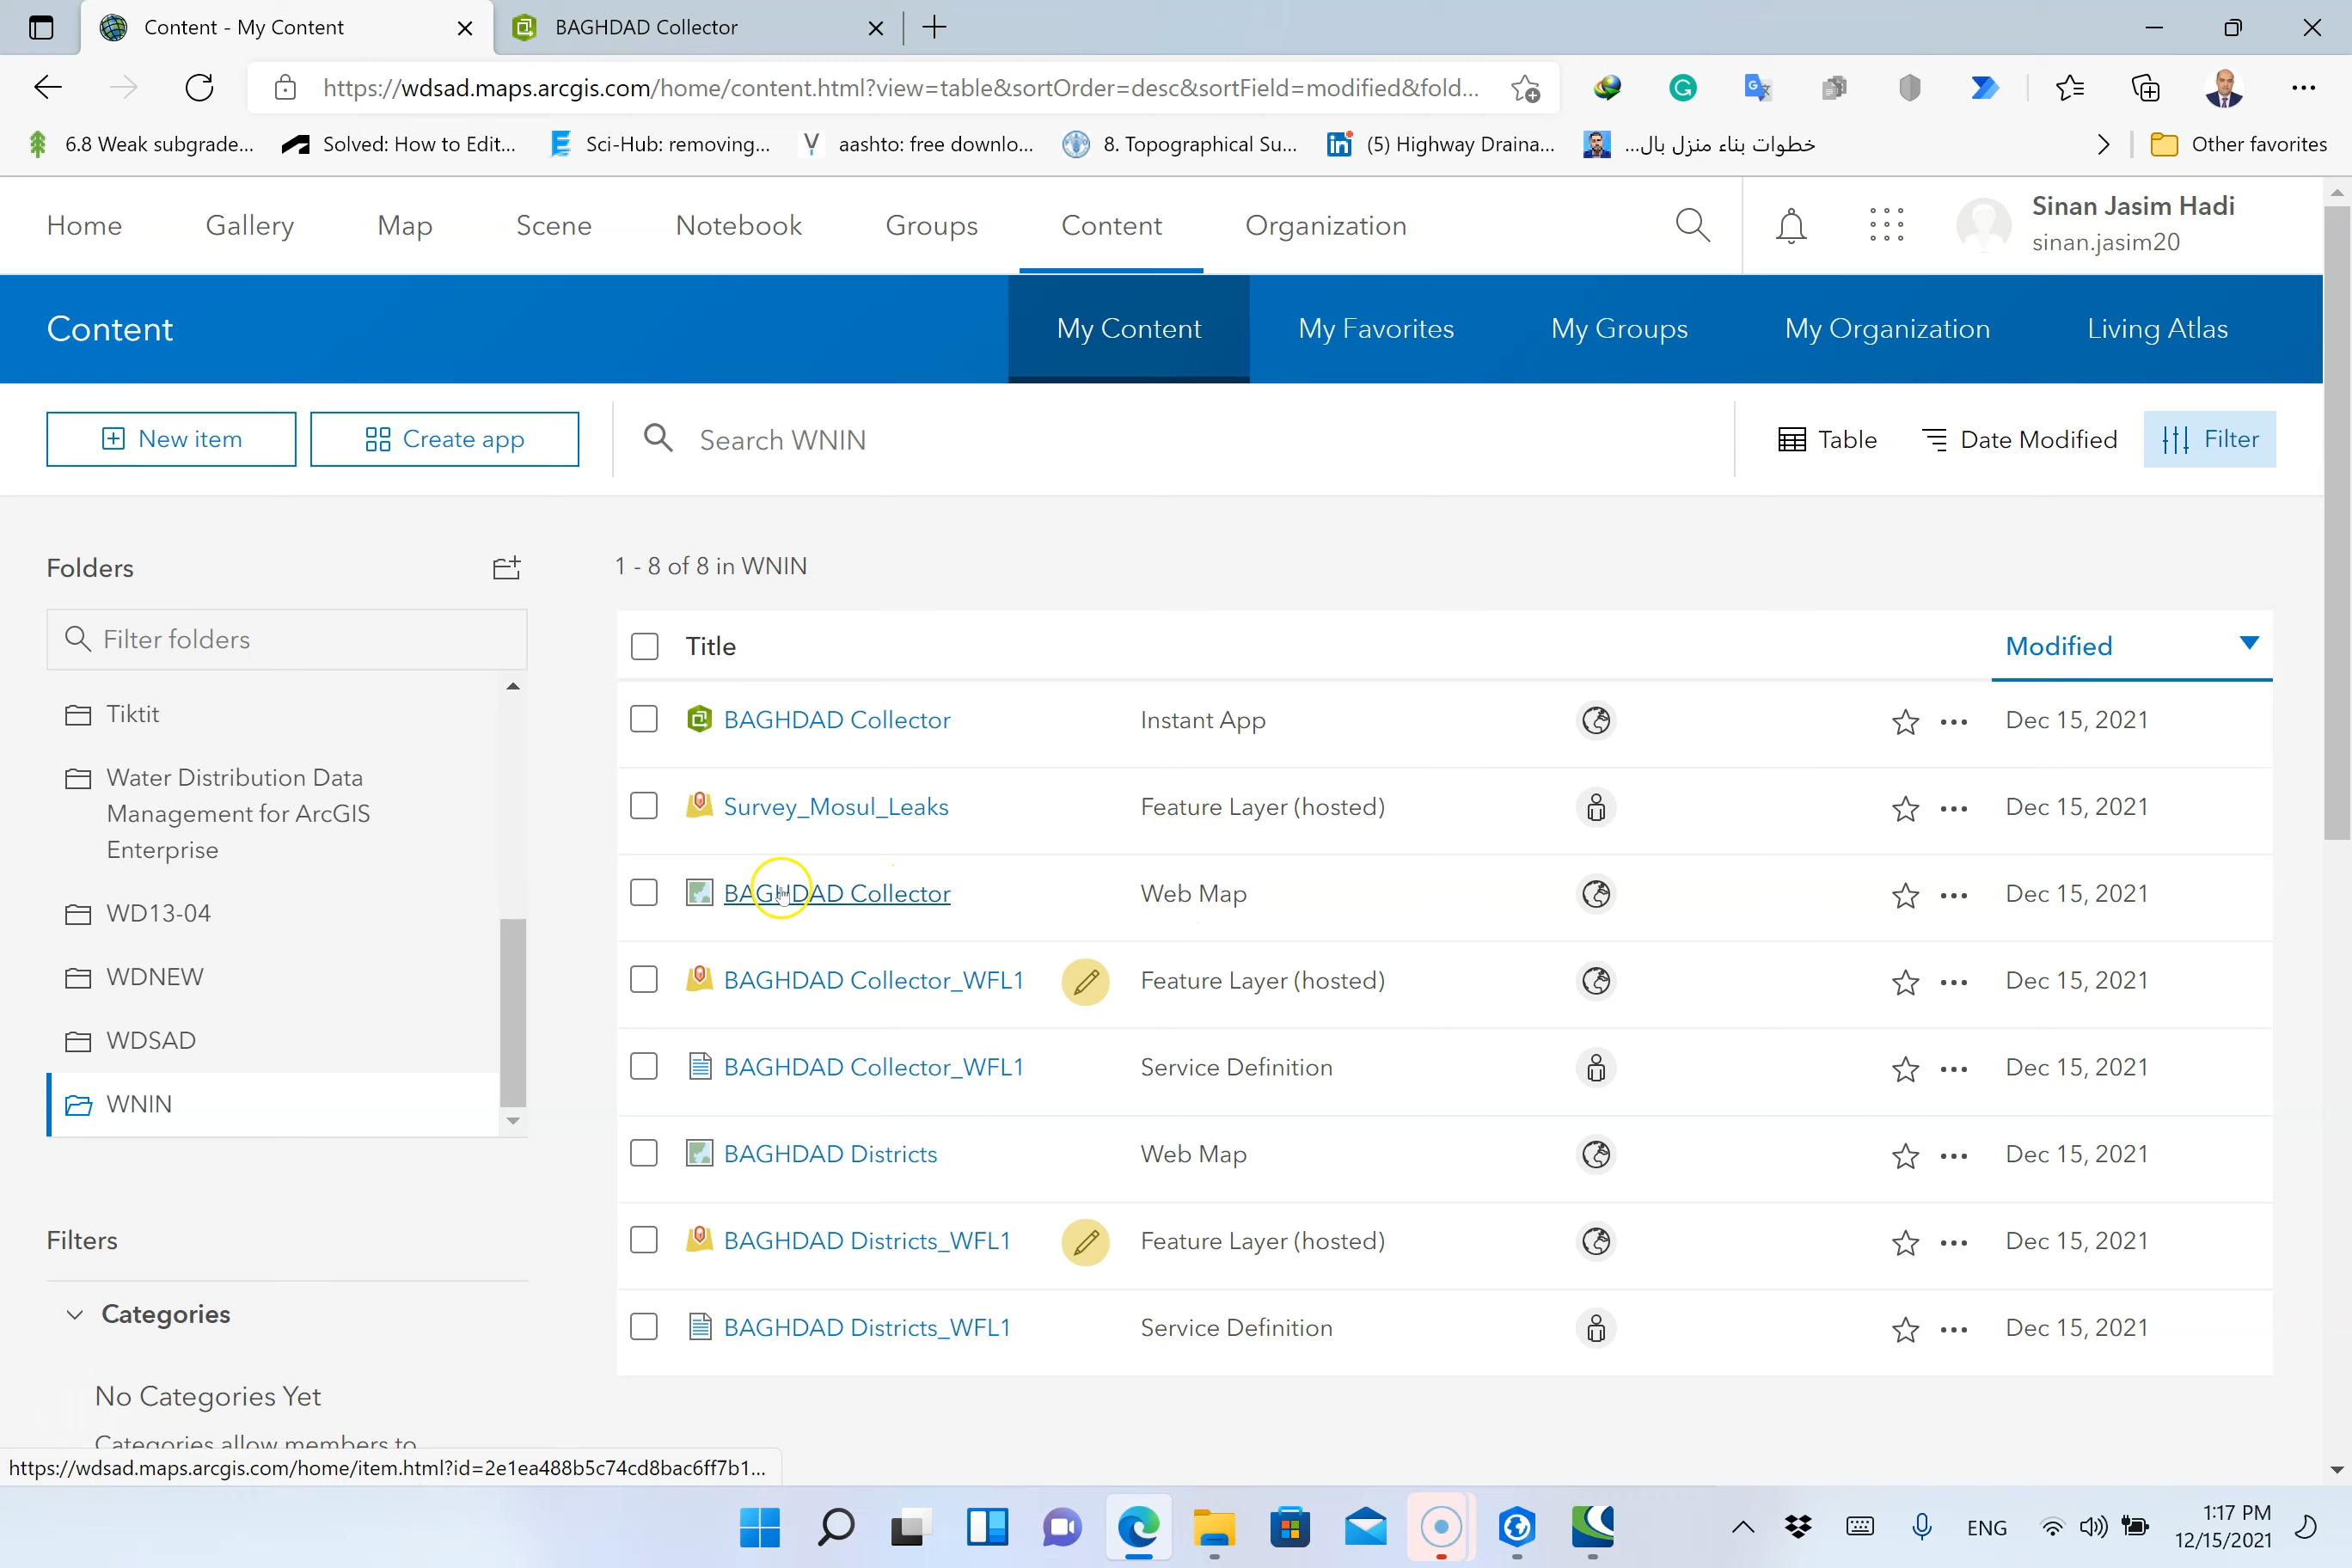 Content - My Content
BAGHDAD Collector
https://wdsad.maps.arcgis.com/home/content.html?view=table&sortOrder=desc&sortField=modified&fold...
6.8 Weak subgrade...
Solved: How to Edit...
Sci-Hub: removing...
aashto: free downlo...
8. Topographical Su...
(5) Highway Draina...
خطوات بناء منزل بال...
Other favorites
Home
Gallery
Map
Scene
Notebook
Groups
Content
Organization
Sinan Jasim Hadi
sinan.jasim20
Content
My Content
My Favorites
My Groups
My Organization
Living Atlas
New item
Create app
Search WNIN
Table
Date Modified
Filter
Folders
Filter folders
Tiktit
Water Distribution Data
Management for ArcGIS
Enterprise
WD13-04
WDNEW
WDSAD
WNIN
Filters
Categories
No Categories Yet
Categories allow members to
1 - 8 of 8 in WNIN
Title Modified
BAGHDAD Collector Instant App Dec 15, 2021
Survey_Mosul_Leaks Feature Layer (hosted) Dec 15, 2021
BAGHDAD Collector Web Map Dec 15, 2021
BAGHDAD Collector_WFL1 Feature Layer (hosted) Dec 15, 2021
BAGHDAD Collector_WFL1 Service Definition Dec 15, 2021
BAGHDAD Districts Web Map Dec 15, 2021
BAGHDAD Districts_WFL1 Feature Layer (hosted) Dec 15, 2021
BAGHDAD Districts_WFL1 Service Definition Dec 15, 2021
https://wdsad.maps.arcgis.com/home/item.html?id=2e1ea488b5c74cd8bac6ff7b1...
ENG
1:17 PM
12/15/2021